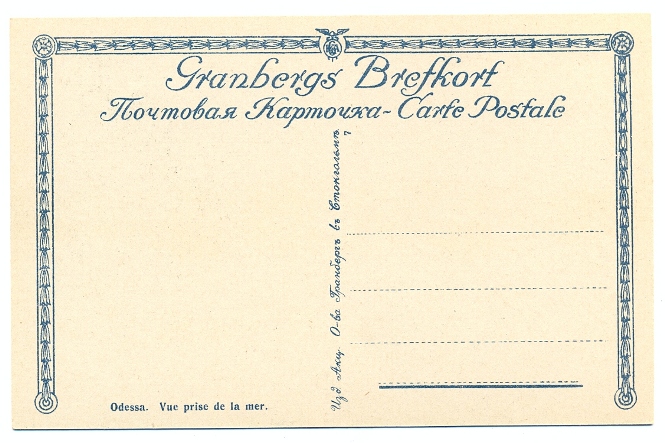 Granbergs Brefkort
Почтовая Карточка - Carte Postale
Изд. Акц. О-ва Гранбергъ въ Стокгольмѣ
Odessa. Vue prise de la mer.